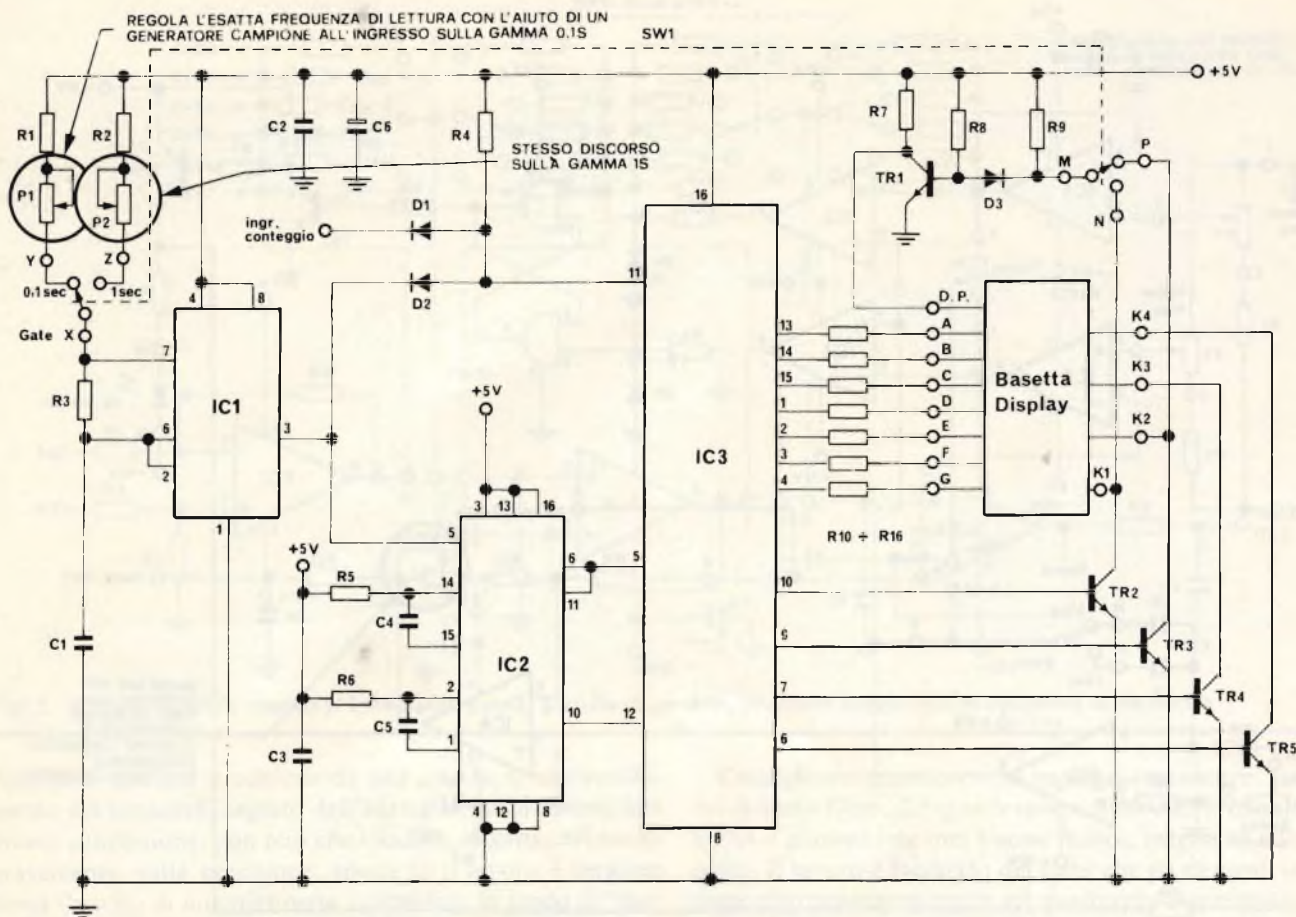 REGOLA L'ESATTA FREQUENZA DI LETTURA CON L'AIUTO DI UN
GENERATORE CAMPIONE ALL'INGRESSO SULLA GAMMA 0.1S
SW1
+5V
R1
R2
C2
C6
R4
R7
R8
R9
STESSO DISCORSO
SULLA GAMMA 1S
P1
P2
TR1
D3
M
P
N
D1
ingr.
conteggio
D2
Y
Z
0,1sec
1sec
Gate X
16
11
4
8
7
R3
6
2
IC1
3
1
D.P.
13
A
14
B
15
C
1
D
2
E
3
F
4
G
Basetta
Display
K4
K3
K2
K1
IC3
R10 ÷ R16
+5V
3
13
16
5
+5V
R5
14
C4
15
R6
2
C5
1
IC2
6
11
5
10
12
4
12
8
C1
C3
10
TR2
9
TR3
7
TR4
6
TR5
8